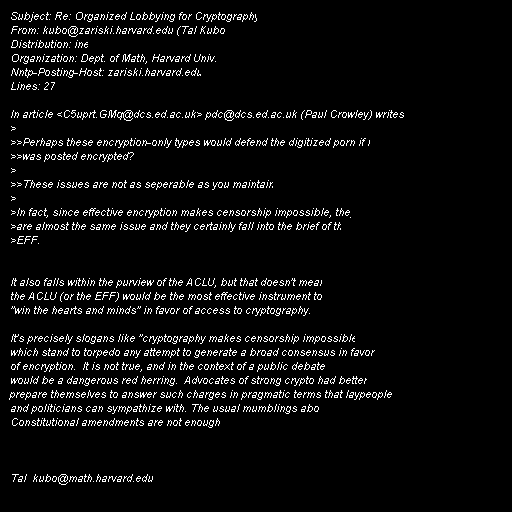 Subject: Re: Organized Lobbying for Cryptography
From: kubo@zariski.harvard.edu (Tal Kubo
Distribution: ine
Organization: Dept. of Math, Harvard Univ.
Nntp-Posting-Host: zariski.harvard.edu
Lines: 27
In article <C5uprt.GMq@dcs.ed.ac.uk> pdc@dcs.ed.ac.uk (Paul Crowley) writes
>
>>Perhaps these encryption-only types would defend the digitized porn if
>>was posted encrypted?
>
>>These issues are not as seperable as you maintain
>
>In fact, since effective encryption makes censorship impossible, the
>are almost the same issue and they certainly fall into the brief of th
>EFF.
It also falls within the purview of the ACLU, but that doesn't mean
the ACLU (or the EFF) would be the most effective instrument to
"win the hearts and minds" in favor of access to cryptography.
It's precisely slogans like "cryptography makes censorship impossible
which stand to torpedo any attempt to generate a broad consensus in favor
of encryption.  It is not true, and in the context of a public debate
would be a dangerous red herring.  Advocates of strong crypto had better
prepare themselves to answer such charges in pragmatic terms that laypeople
and politicians can sympathize with. The usual mumblings abo
Constitutional amendments are not enough
Tal  kubo@math.harvard.edu